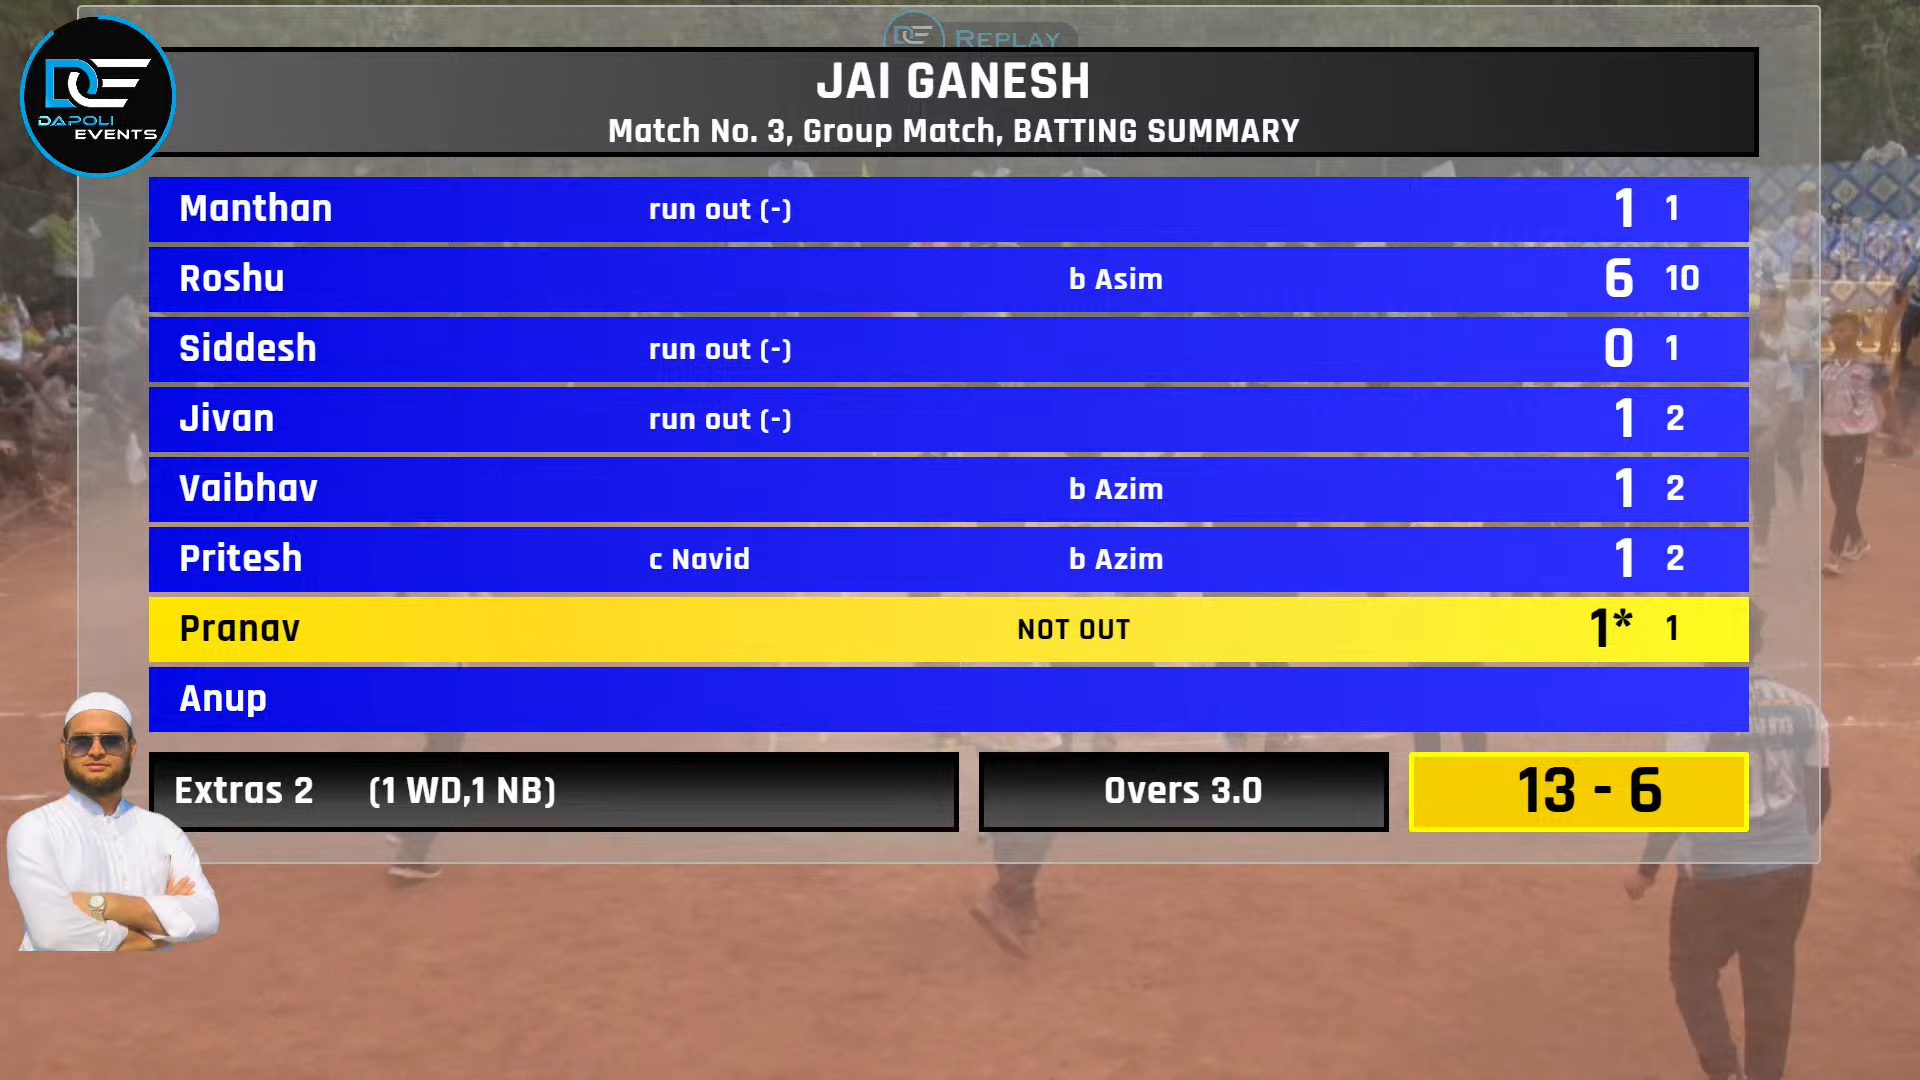 DE REPLAY
DE
DAPOLI
EVENTS
JAI GANESH
Match No. 3, Group Match, BATTING SUMMARY
Manthan run out (-) 1 1
Roshu b Asim 6 10
Siddesh run out (-) 0 1
Jivan run out (-) 1 2
Vaibhav b Azim 1 2
Pritesh c Navid b Azim 1 2
Pranav NOT OUT 1* 1
Anup
Extras 2 (1 WD,1 NB) Overs 3.0 13 - 6